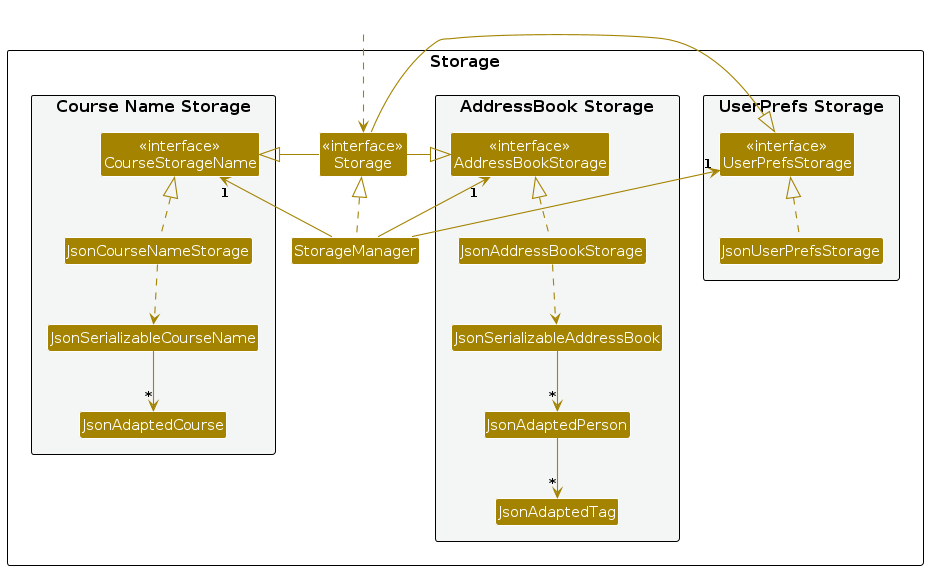 Storage
Course Name Storage
AddressBook Storage
UserPrefs Storage
«interface»
CourseStorageName
«interface»
Storage
«interface»
AddressBookStorage
«interface»
UserPrefsStorage
1
1
1
JsonCourseNameStorage
StorageManager
JsonAddressBookStorage
JsonUserPrefsStorage
JsonSerializableCourseName
JsonSerializableAddressBook
*
*
JsonAdaptedCourse
JsonAdaptedPerson
*
JsonAdaptedTag